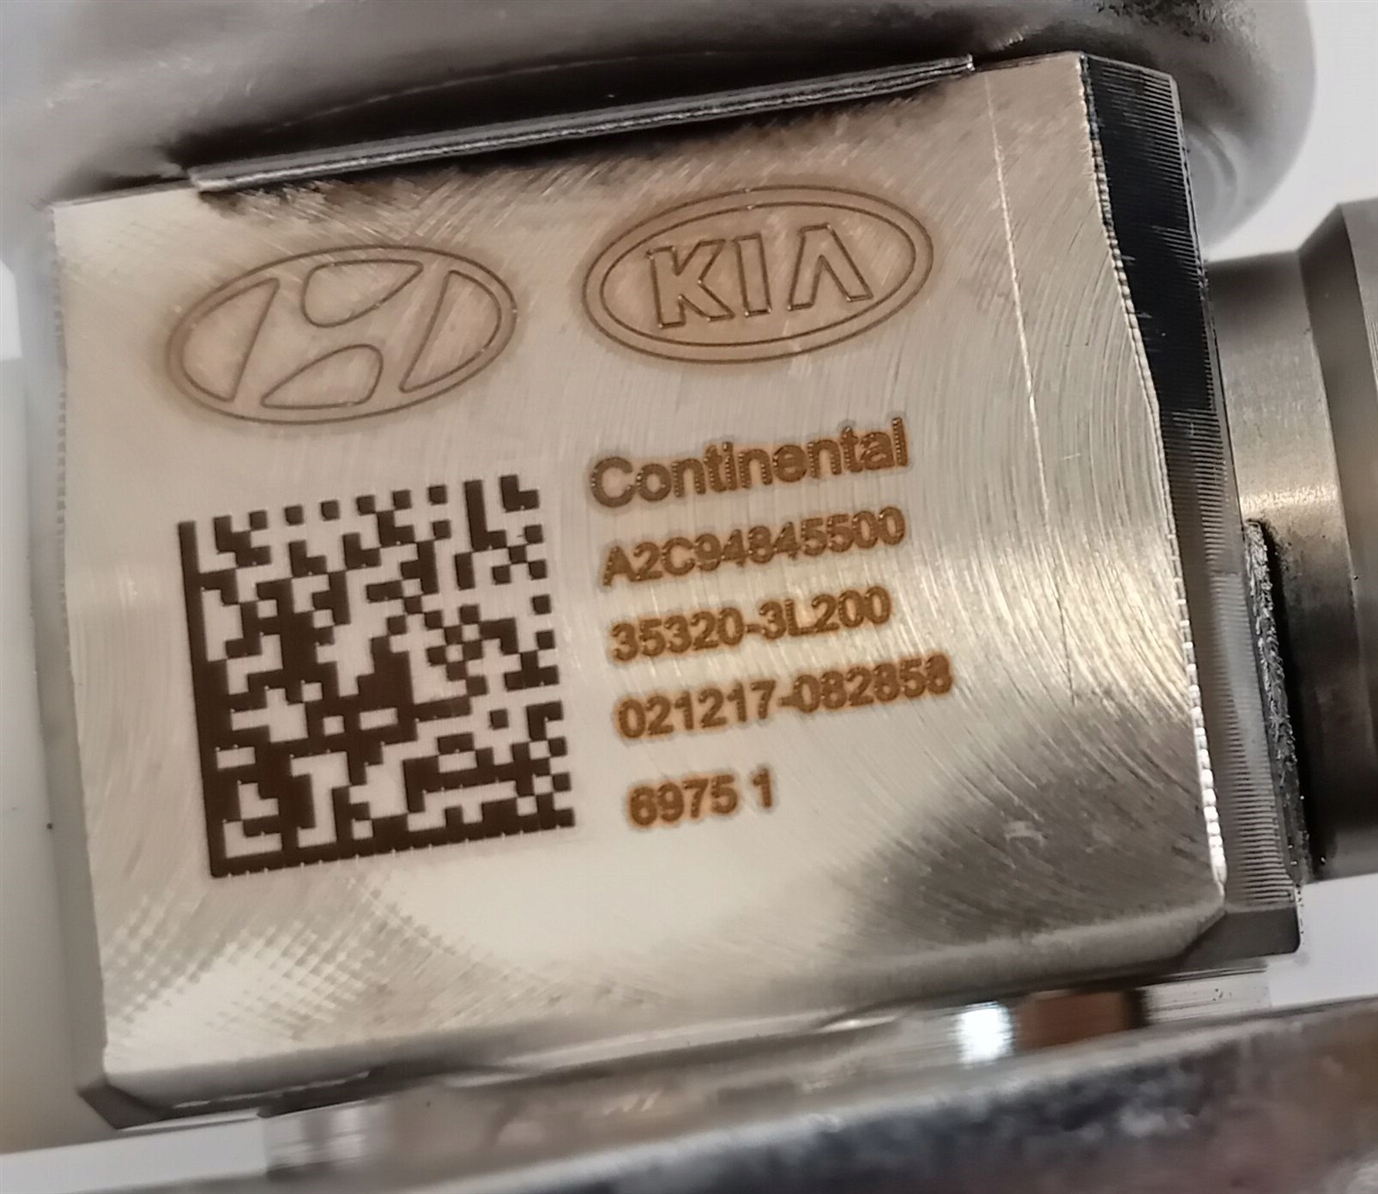 KIA
Continental
A2C94845500
35320-3L200
021217-082858
6975 1